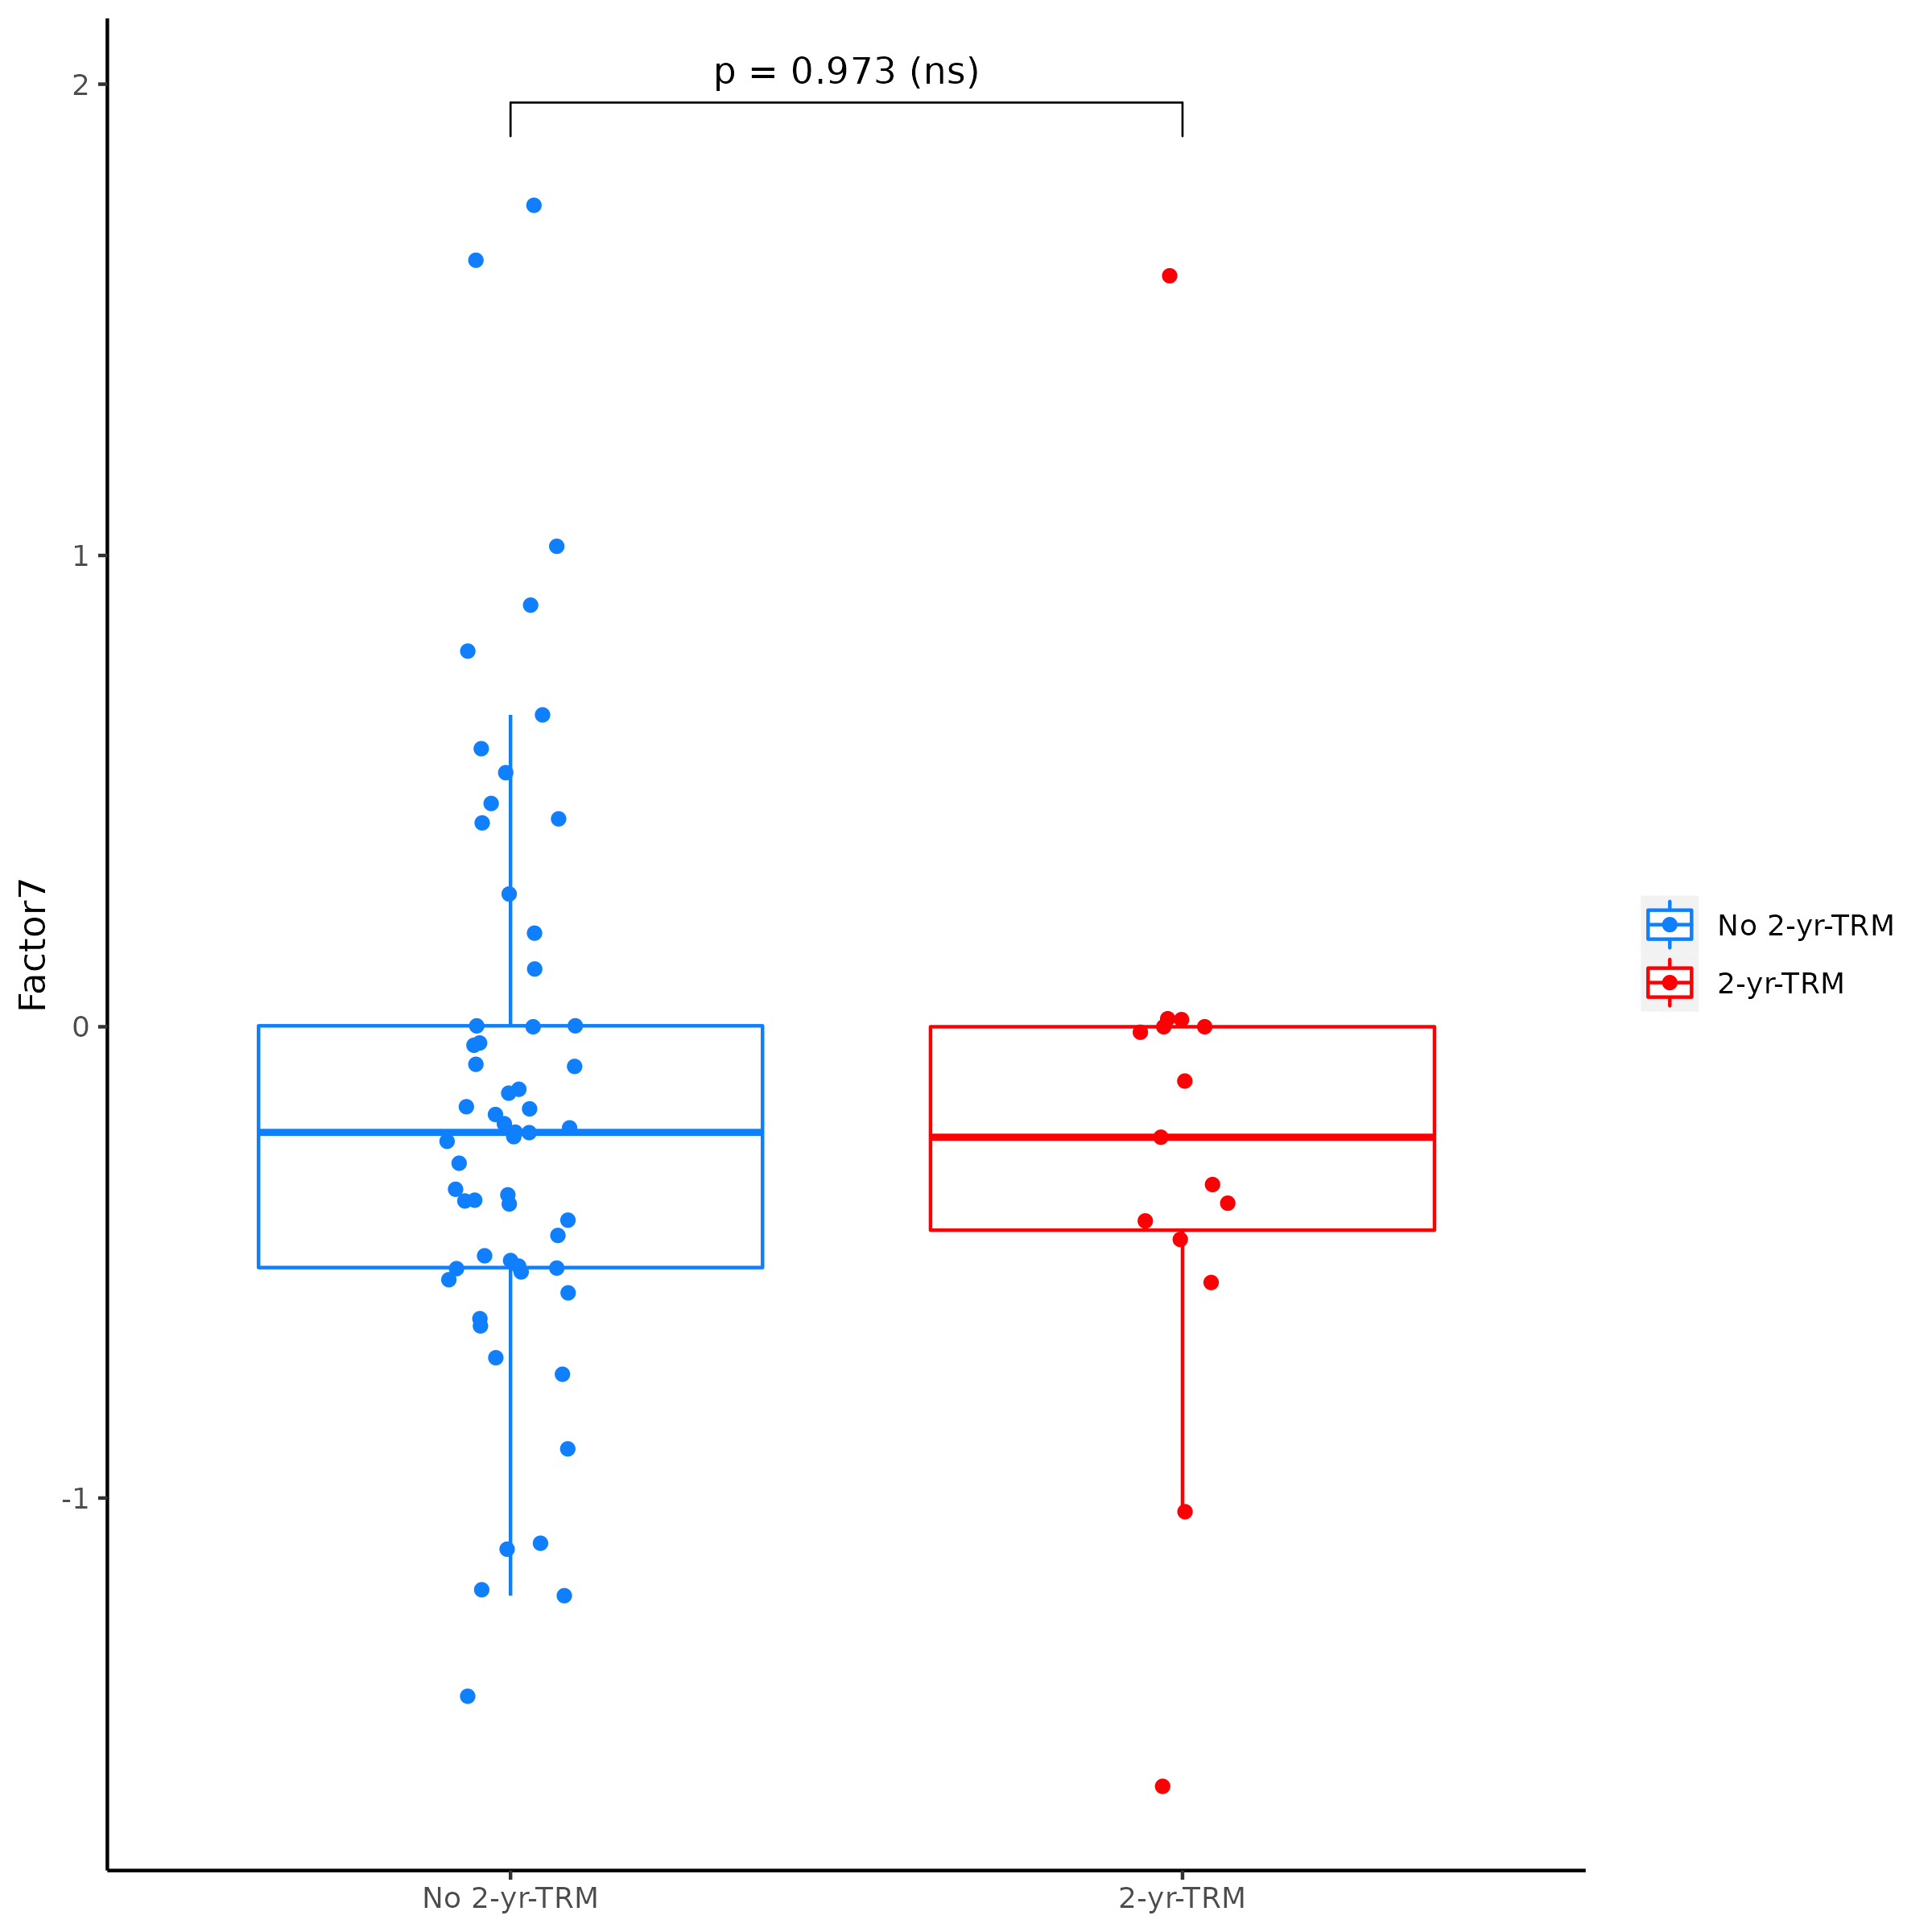 p = 0.973 (ns)
2
1
0
-1
Factor7
No 2-yr-TRM
2-yr-TRM
No 2-yr-TRM
2-yr-TRM